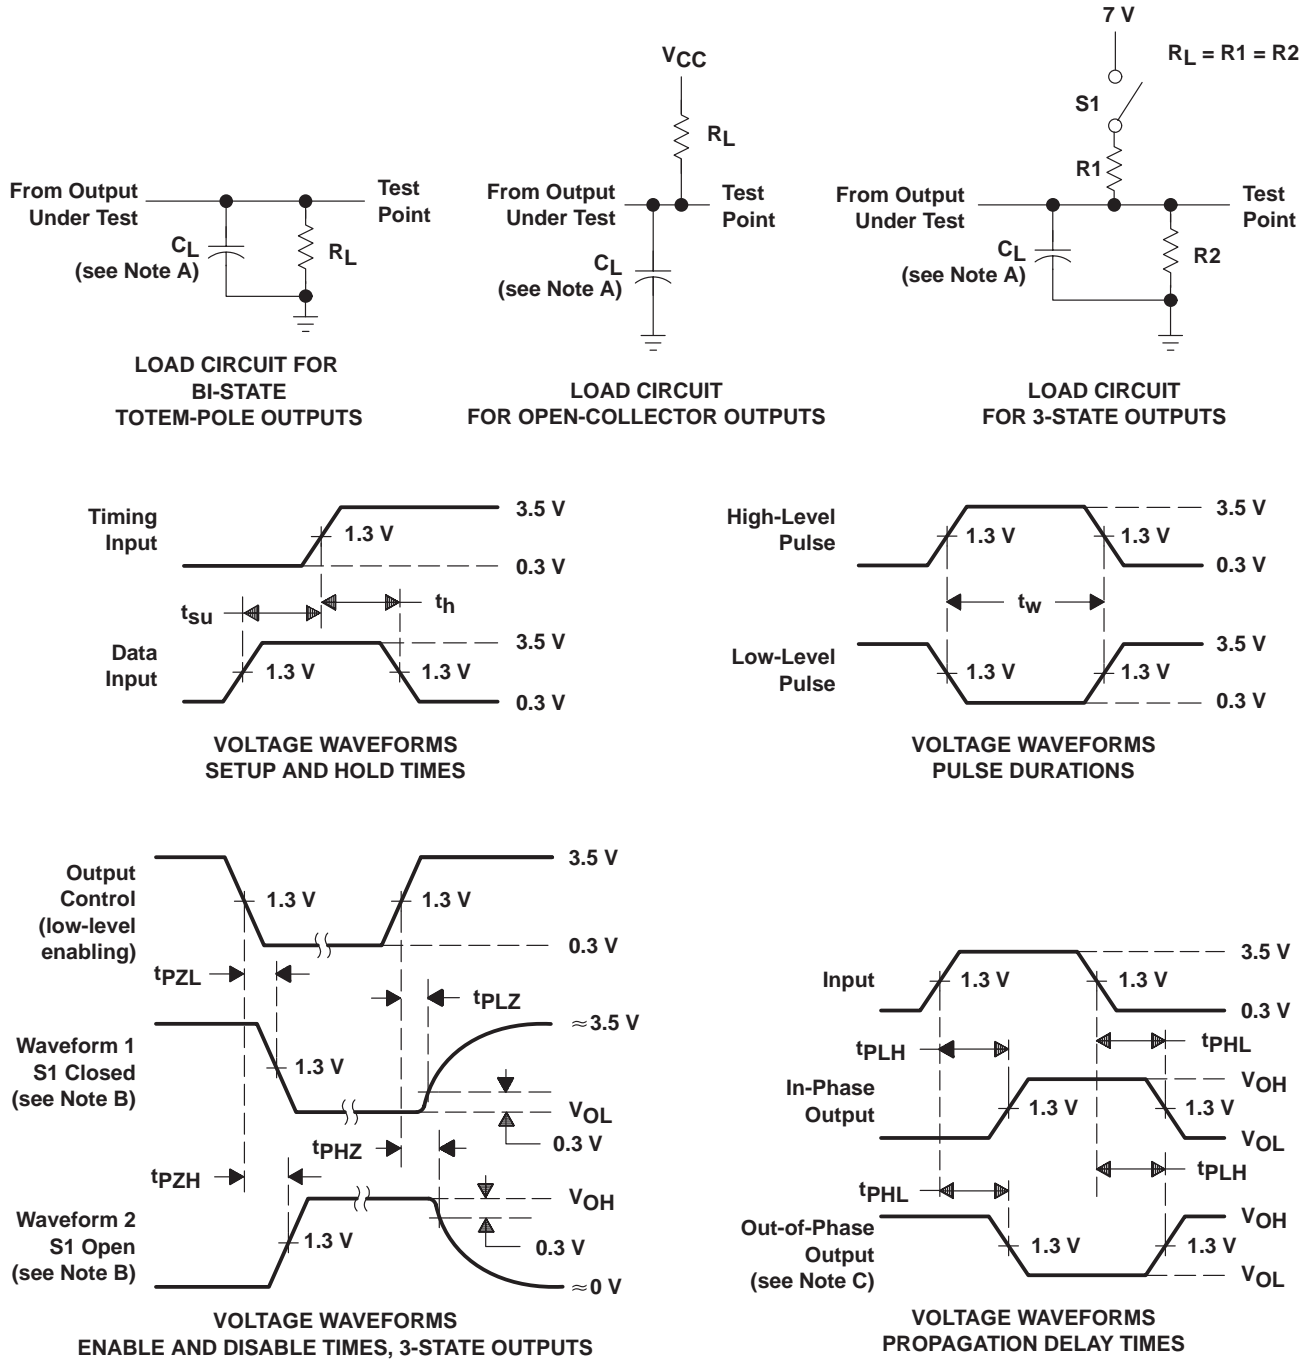 7 V
RL = R1 = R2
S1
R1
From Output
Under Test
Test
Point
CL
(see Note A)
R2
LOAD CIRCUIT
FOR 3-STATE OUTPUTS
VCC
RL
From Output
Under Test
Test
Point
CL
(see Note A)
LOAD CIRCUIT
FOR OPEN-COLLECTOR OUTPUTS
From Output
Under Test
Test
Point
CL
(see Note A)
RL
LOAD CIRCUIT FOR
BI-STATE
TOTEM-POLE OUTPUTS
Timing
Input
1.3 V
3.5 V
0.3 V
tsu
th
Data
Input
1.3 V
1.3 V
3.5 V
0.3 V
VOLTAGE WAVEFORMS
SETUP AND HOLD TIMES
High-Level
Pulse
1.3 V
1.3 V
3.5 V
0.3 V
tw
Low-Level
Pulse
1.3 V
1.3 V
3.5 V
0.3 V
VOLTAGE WAVEFORMS
PULSE DURATIONS
Output
Control
(low-level
enabling)
1.3 V
1.3 V
3.5 V
0.3 V
tPZL
tPLZ
Waveform 1
S1 Closed
(see Note B)
1.3 V
≈3.5 V
VOL
0.3 V
tPHZ
tPZH
Waveform 2
S1 Open
(see Note B)
1.3 V
VOH
0.3 V
≈0 V
VOLTAGE WAVEFORMS
ENABLE AND DISABLE TIMES, 3-STATE OUTPUTS
Input
1.3 V
1.3 V
3.5 V
0.3 V
tPLH
tPHL
In-Phase
Output
1.3 V
1.3 V
VOH
VOL
tPHL
tPLH
Out-of-Phase
Output
(see Note C)
1.3 V
1.3 V
VOH
VOL
VOLTAGE WAVEFORMS
PROPAGATION DELAY TIMES